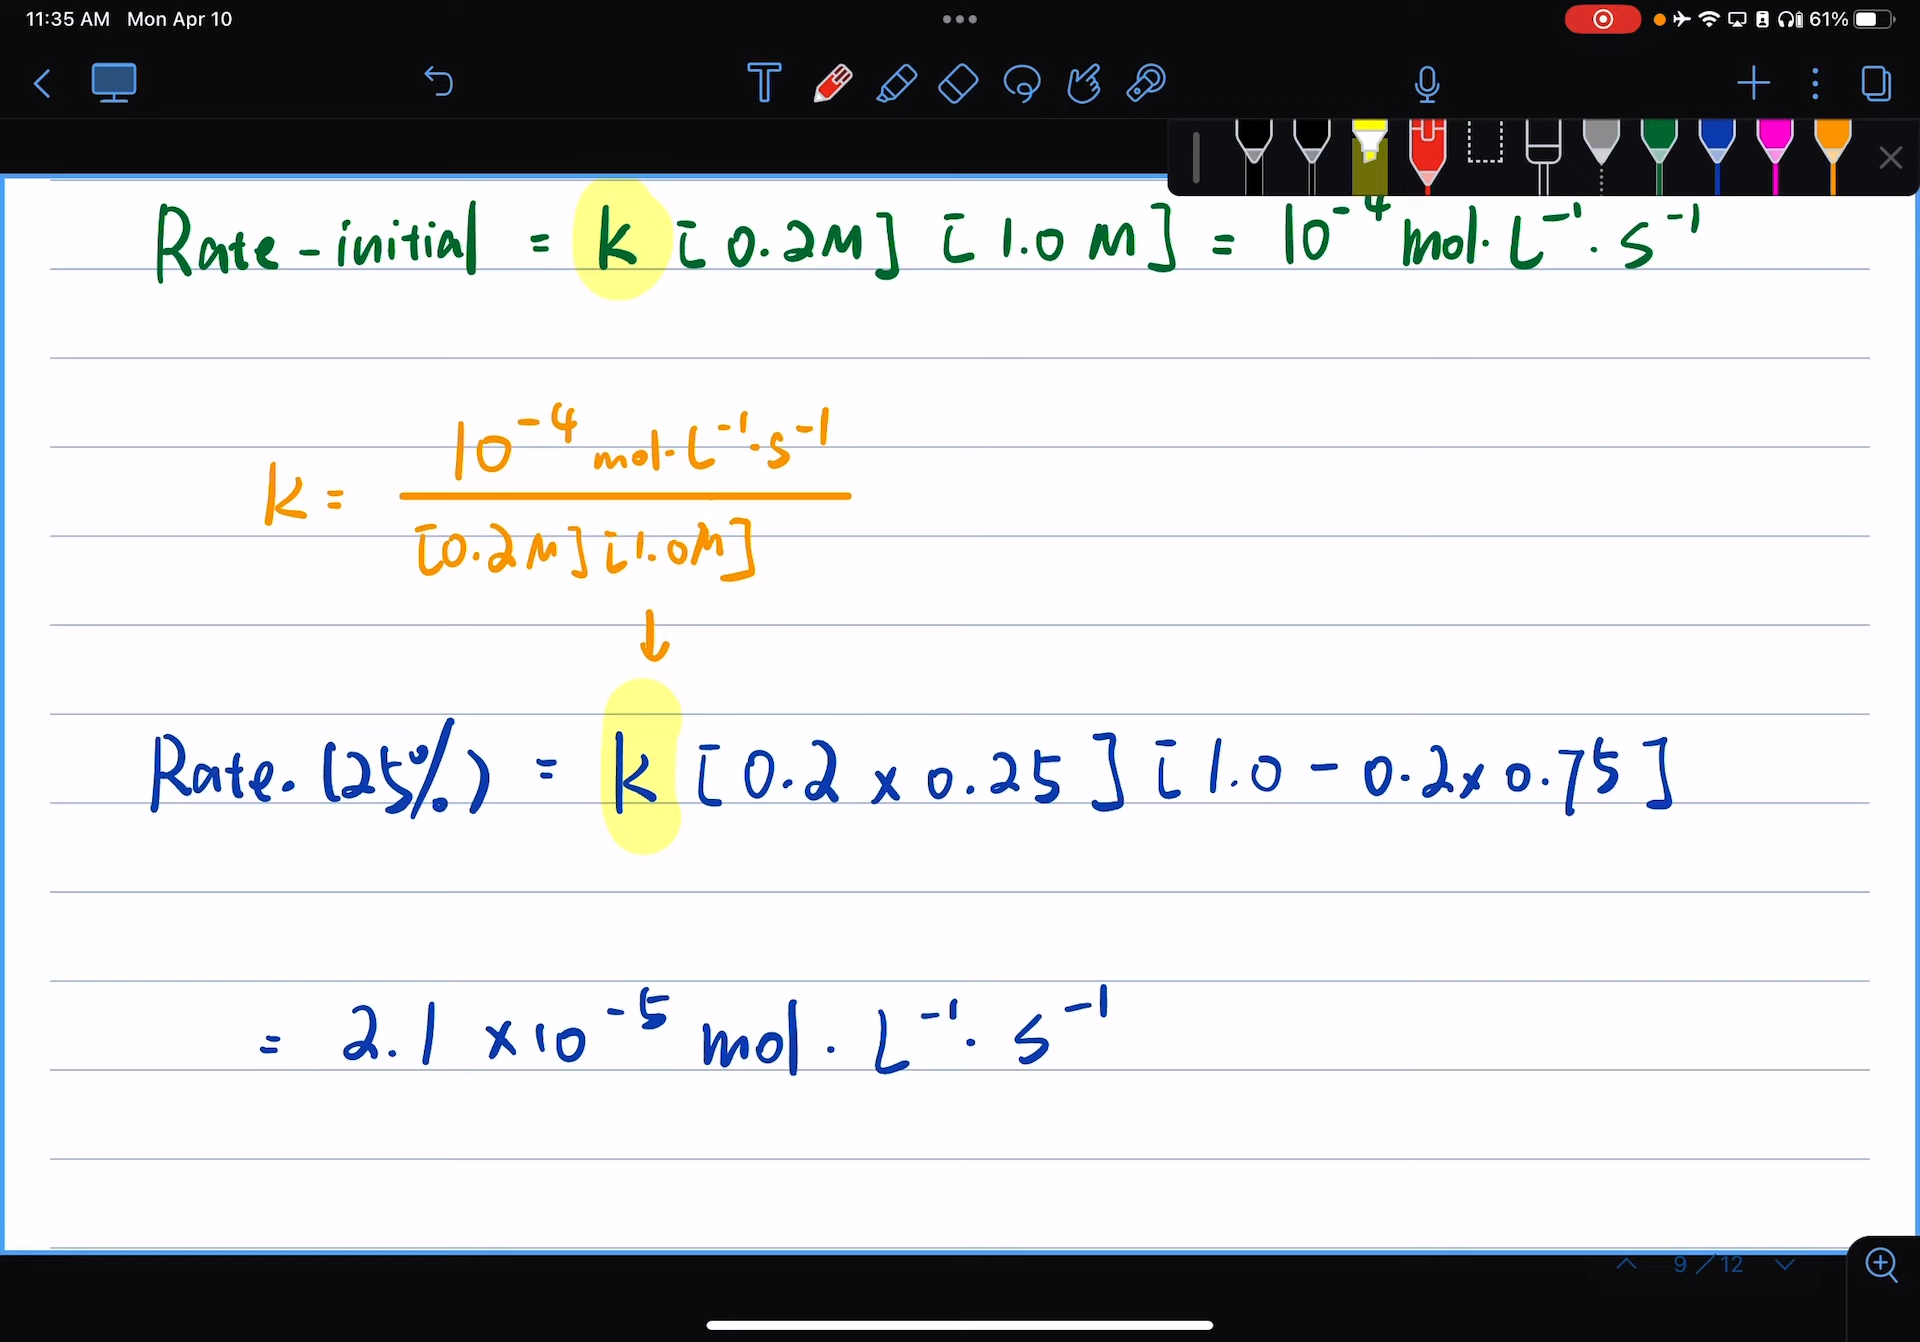 11:35 AM Mon Apr 10 61%
Rate-initial = k [0.2M] [1.0 M] = 10⁻⁴ mol·L⁻¹·s⁻¹
10⁻⁴ mol·L⁻¹·s⁻¹
k =
[0.2M] [1.0M]
↓
Rate. (25%) = k [0.2 x 0.25] [1.0 - 0.2x 0.75]
= 2.1 x10⁻⁵ mol · L⁻¹· s⁻¹
9 / 12